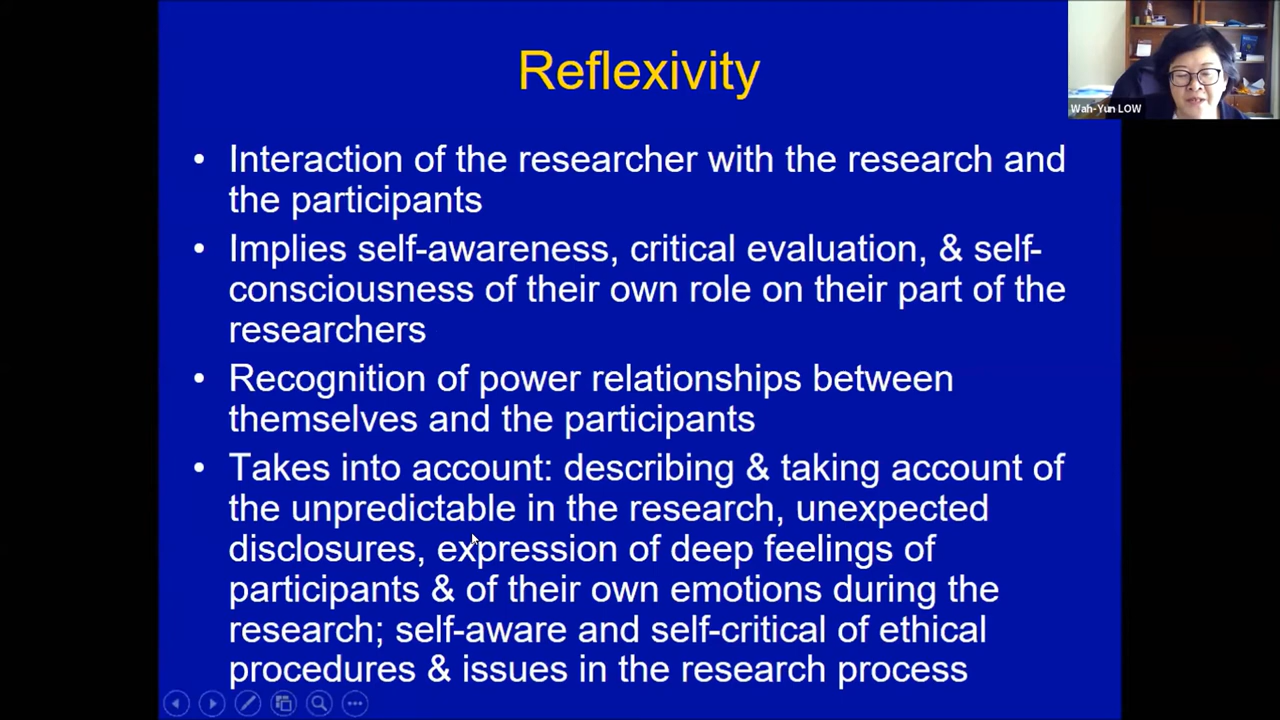 Reflexivity
Wah-Yun LOW
• Interaction of the researcher with the research and
the participants
• Implies self-awareness, critical evaluation, & self-
consciousness of their own role on their part of the
researchers
• Recognition of power relationships between
themselves and the participants
• Takes into account: describing & taking account of
the unpredictable in the research, unexpected
disclosures, expression of deep feelings of
participants & of their own emotions during the
research; self-aware and self-critical of ethical
procedures & issues in the research process